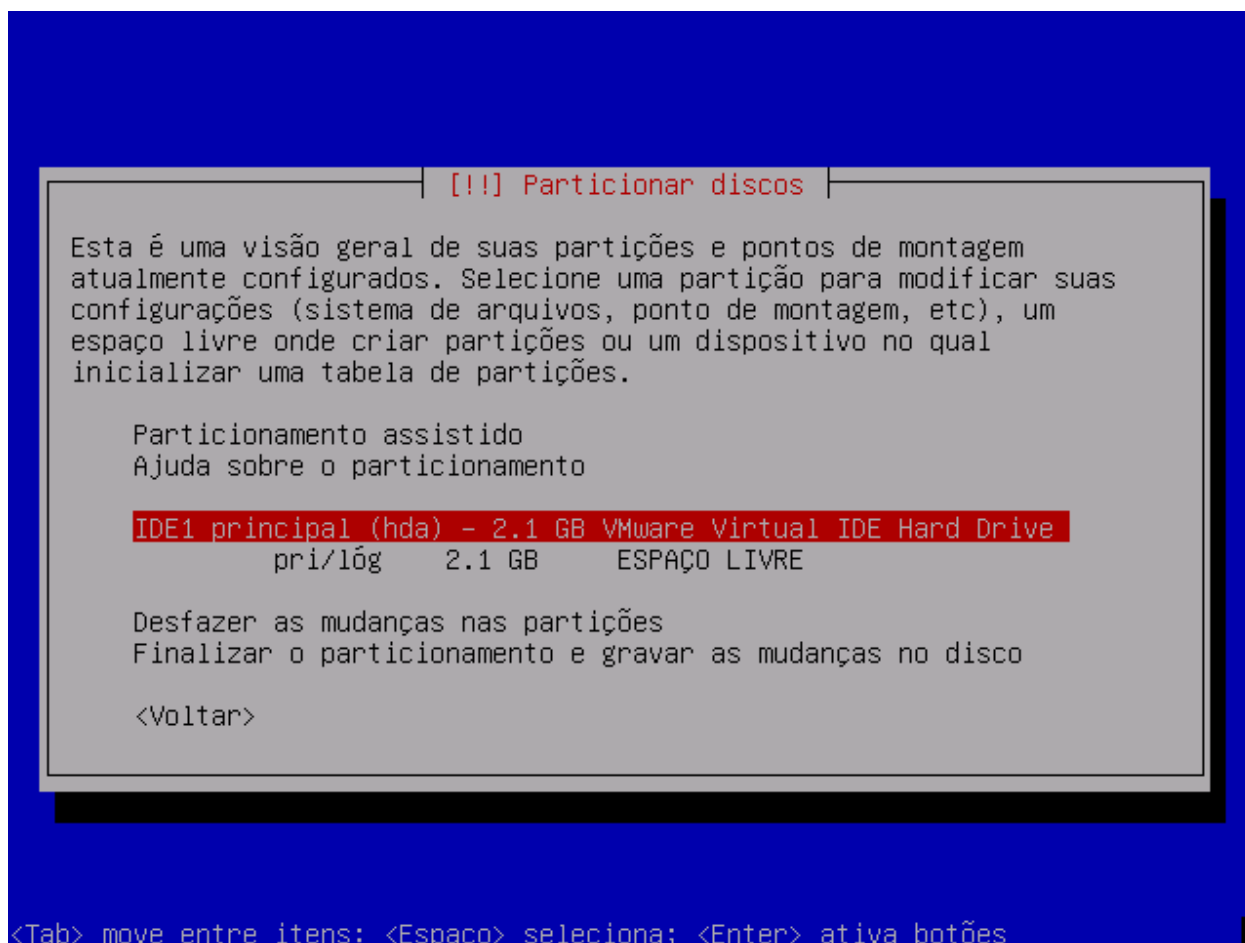 [!!] Particionar discos
Esta é uma visão geral de suas partições e pontos de montagem
atualmente configurados. Selecione uma partição para modificar suas
configurações (sistema de arquivos, ponto de montagem, etc), um
espaço livre onde criar partições ou um dispositivo no qual
inicializar uma tabela de partições.
Particionamento assistido
Ajuda sobre o particionamento
IDE1 principal (hda) - 2.1 GB VMware Virtual IDE Hard Drive
pri/lóg 2.1 GB ESPAÇO LIVRE
Desfazer as mudanças nas partições
Finalizar o particionamento e gravar as mudanças no disco
<Voltar>
<Tab> move entre itens; <Espaço> seleciona; <Enter> ativa botões